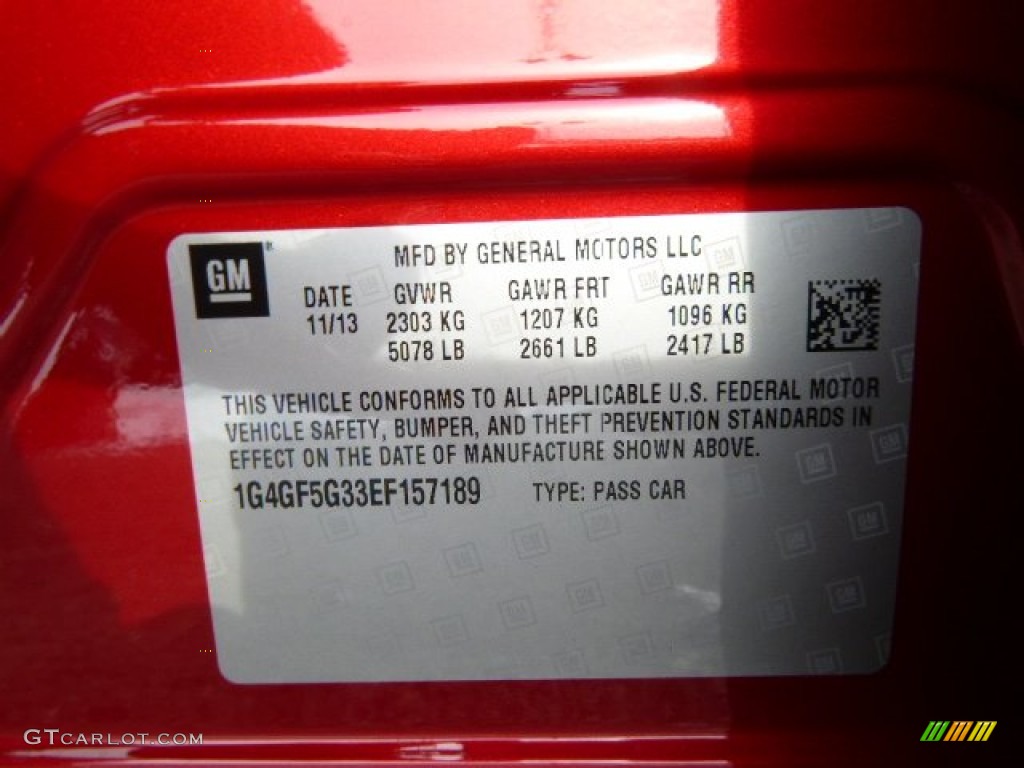 GM ®
MFD BY GENERAL MOTORS LLC
DATE GVWR GAWR FRT GAWR RR
11/13 2303 KG 1207 KG 1096 KG
5078 LB 2661 LB 2417 LB
THIS VEHICLE CONFORMS TO ALL APPLICABLE U.S. FEDERAL MOTOR
VEHICLE SAFETY, BUMPER, AND THEFT PREVENTION STANDARDS IN
EFFECT ON THE DATE OF MANUFACTURE SHOWN ABOVE.
1G4GF5G33EF157189 TYPE: PASS CAR
GTCARLOT.COM